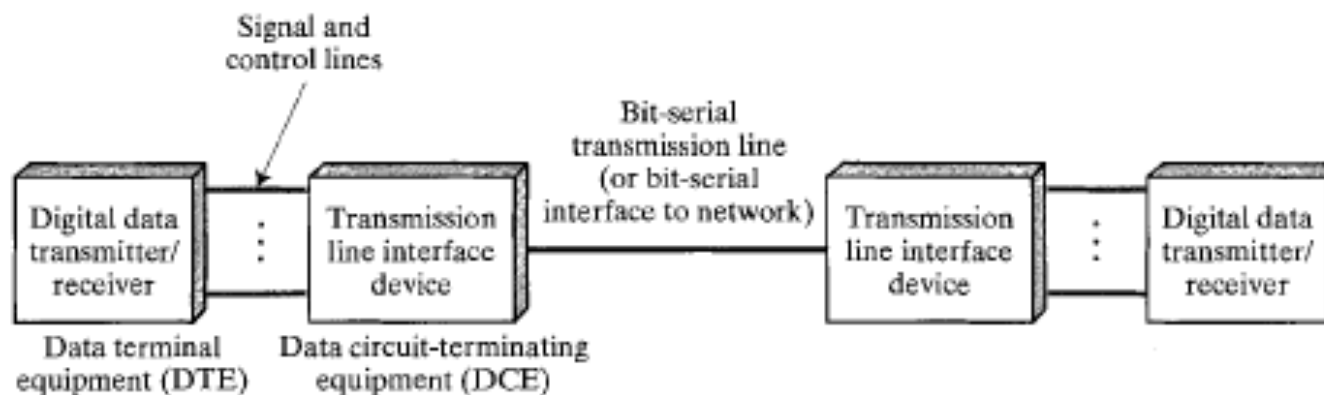 Signal and
control lines
Bit-serial
transmission line
(or bit-serial
interface to network)
Digital data
transmitter/
receiver
Transmission
line interface
device
Transmission
line interface
device
Digital data
transmitter/
receiver
Data terminal
equipment (DTE)
Data circuit-terminating
equipment (DCE)